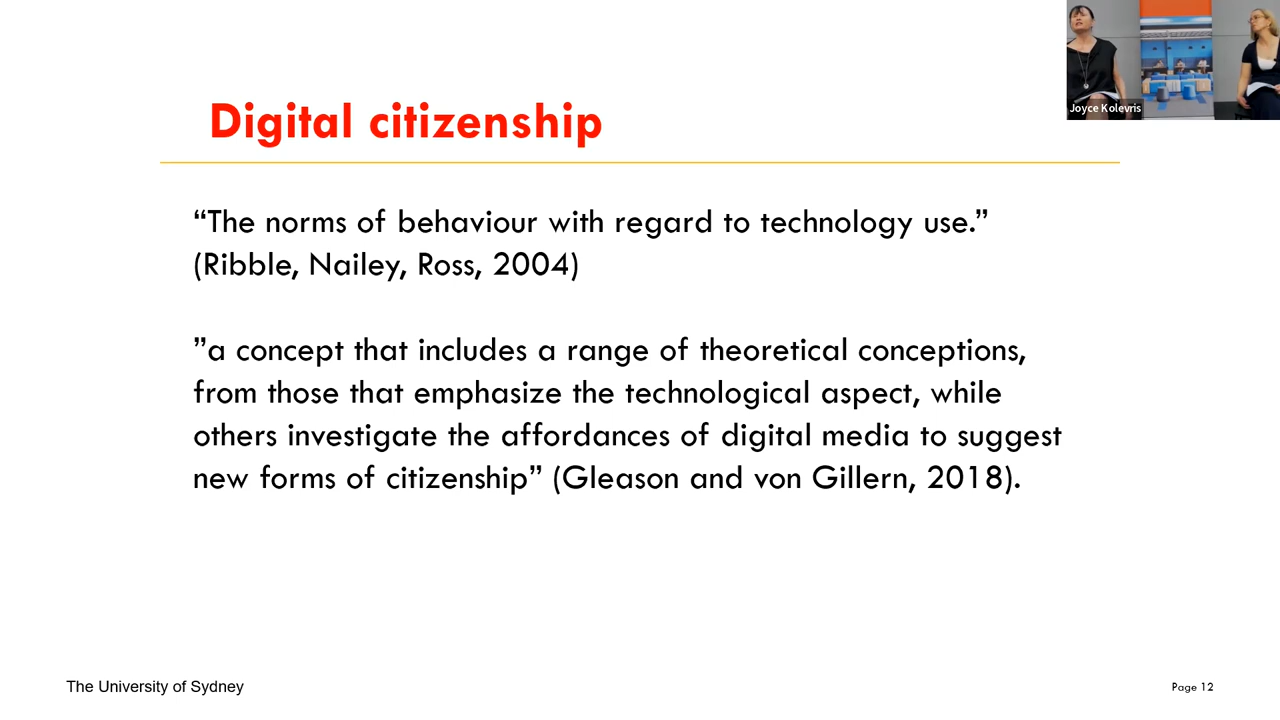 Joyce Kolevris
Digital citizenship
“The norms of behaviour with regard to technology use.”
(Ribble, Nailey, Ross, 2004)
”a concept that includes a range of theoretical conceptions,
from those that emphasize the technological aspect, while
others investigate the affordances of digital media to suggest
new forms of citizenship” (Gleason and von Gillern, 2018).
The University of Sydney
Page 12